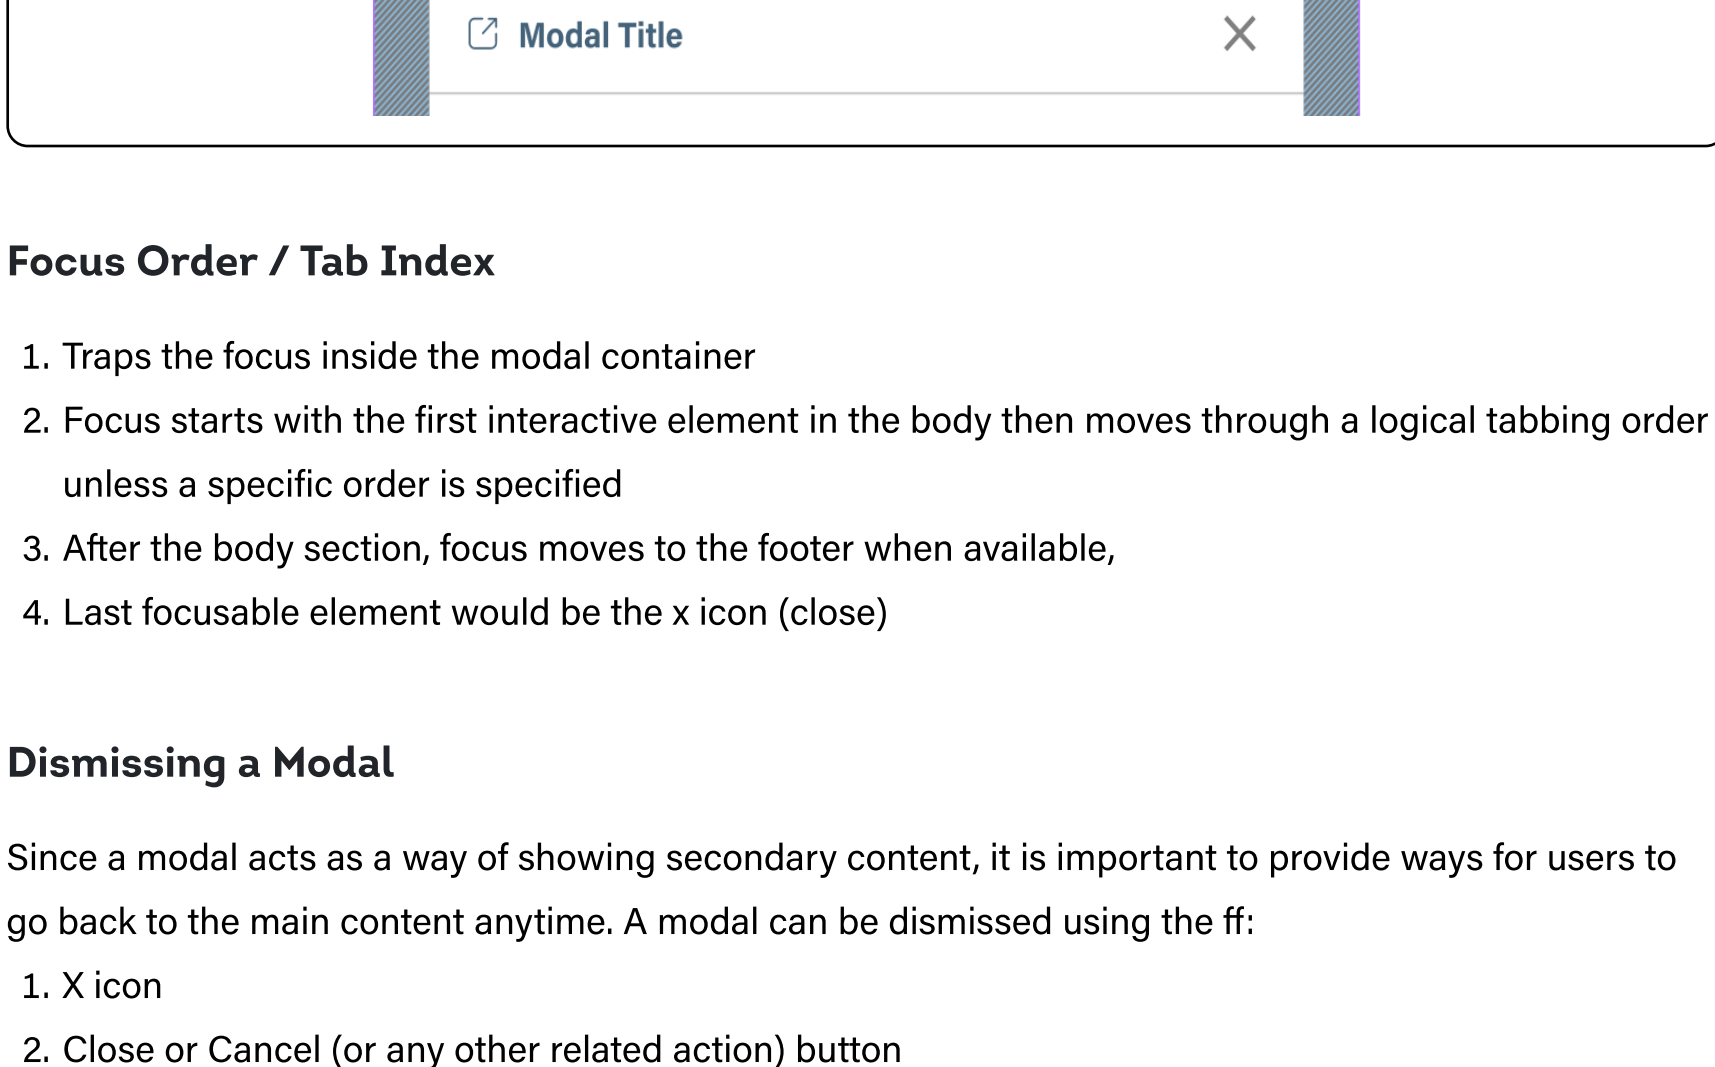 Modal Title
Focus Order / Tab Index
1. Traps the focus inside the modal container
2. Focus starts with the first interactive element in the body then moves through a logical tabbing order
unless a specific order is specified
3. After the body section, focus moves to the footer when available,
4. Last focusable element would be the x icon (close)
Dismissing a Modal
Since a modal acts as a way of showing secondary content, it is important to provide ways for users to
go back to the main content anytime. A modal can be dismissed using the ff:
1. X icon
2. Close or Cancel (or any other related action) button